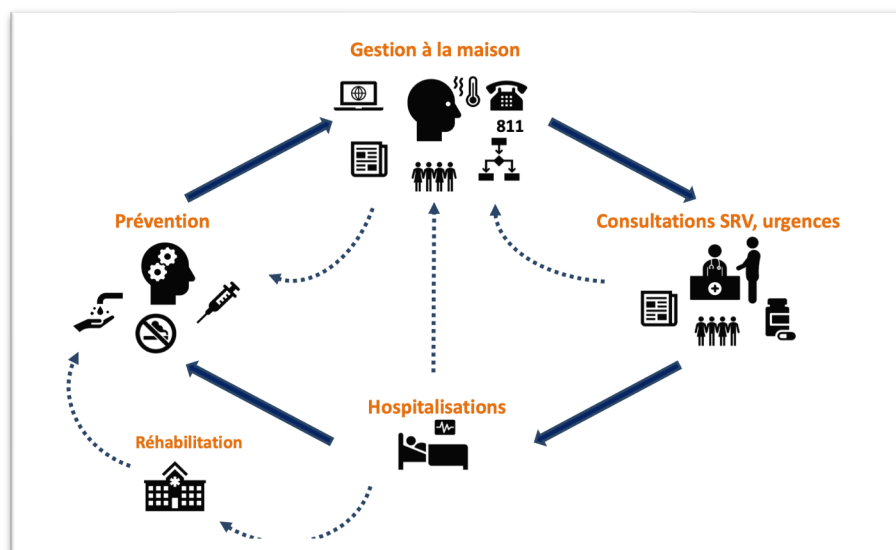 Gestion à la maison
811
Prévention
Consultations SRV, urgences
Hospitalisations
Réhabilitation